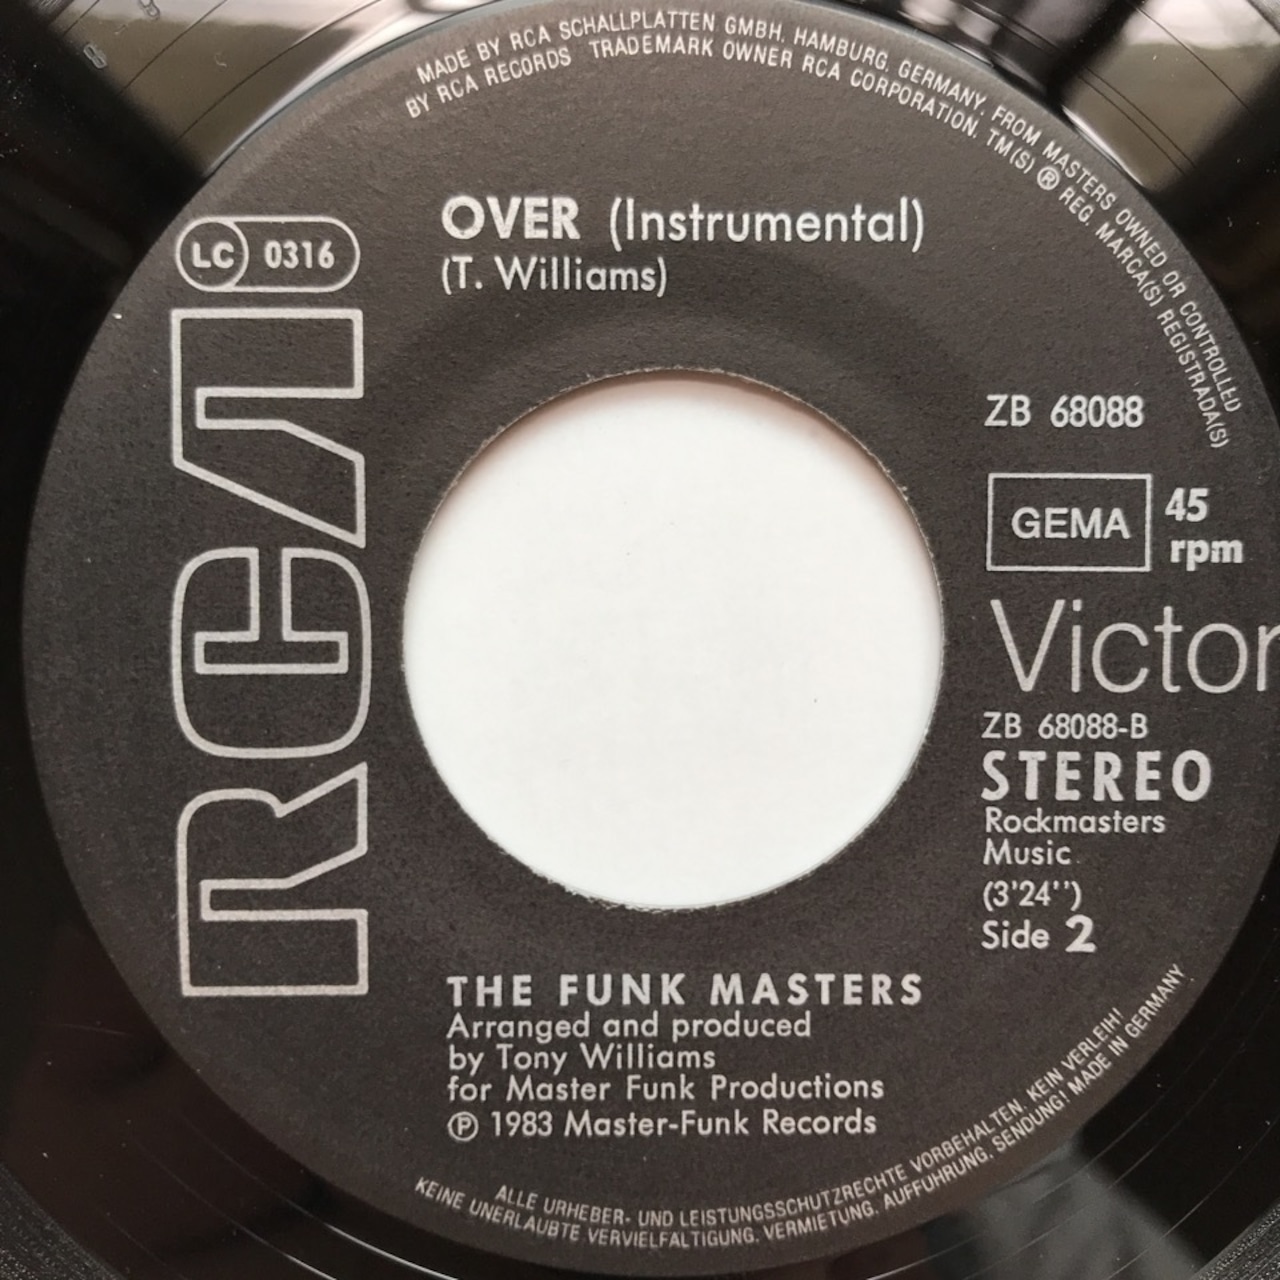 MADE BY RCA SCHALLPLATTEN GMBH, HAMBURG, GERMANY, FROM MASTERS OWNED OR CONTROLLED
BY RCA RECORDS TRADEMARK OWNER RCA CORPORATION. TM(S) ® REG. MARCA(S) REGISTRADA(S)
OVER (Instrumental)
(T. Williams)
LC 0316
RCA
ZB 68088
GEMA
45
rpm
Victor
ZB 68088-B
STEREO
Rockmasters
Music
(3'24'')
Side 2
THE FUNK MASTERS
Arranged and produced
by Tony Williams
for Master Funk Productions
℗ 1983 Master-Funk Records
ALLE URHEBER- UND LEISTUNGSSCHUTZRECHTE VORBEHALTEN. KEIN VERLEIH!
KEINE UNERLAUBTE VERVIELFÄLTIGUNG. VERMIETUNG. AUFFÜHRUNG. SENDUNG! MADE IN GERMANY